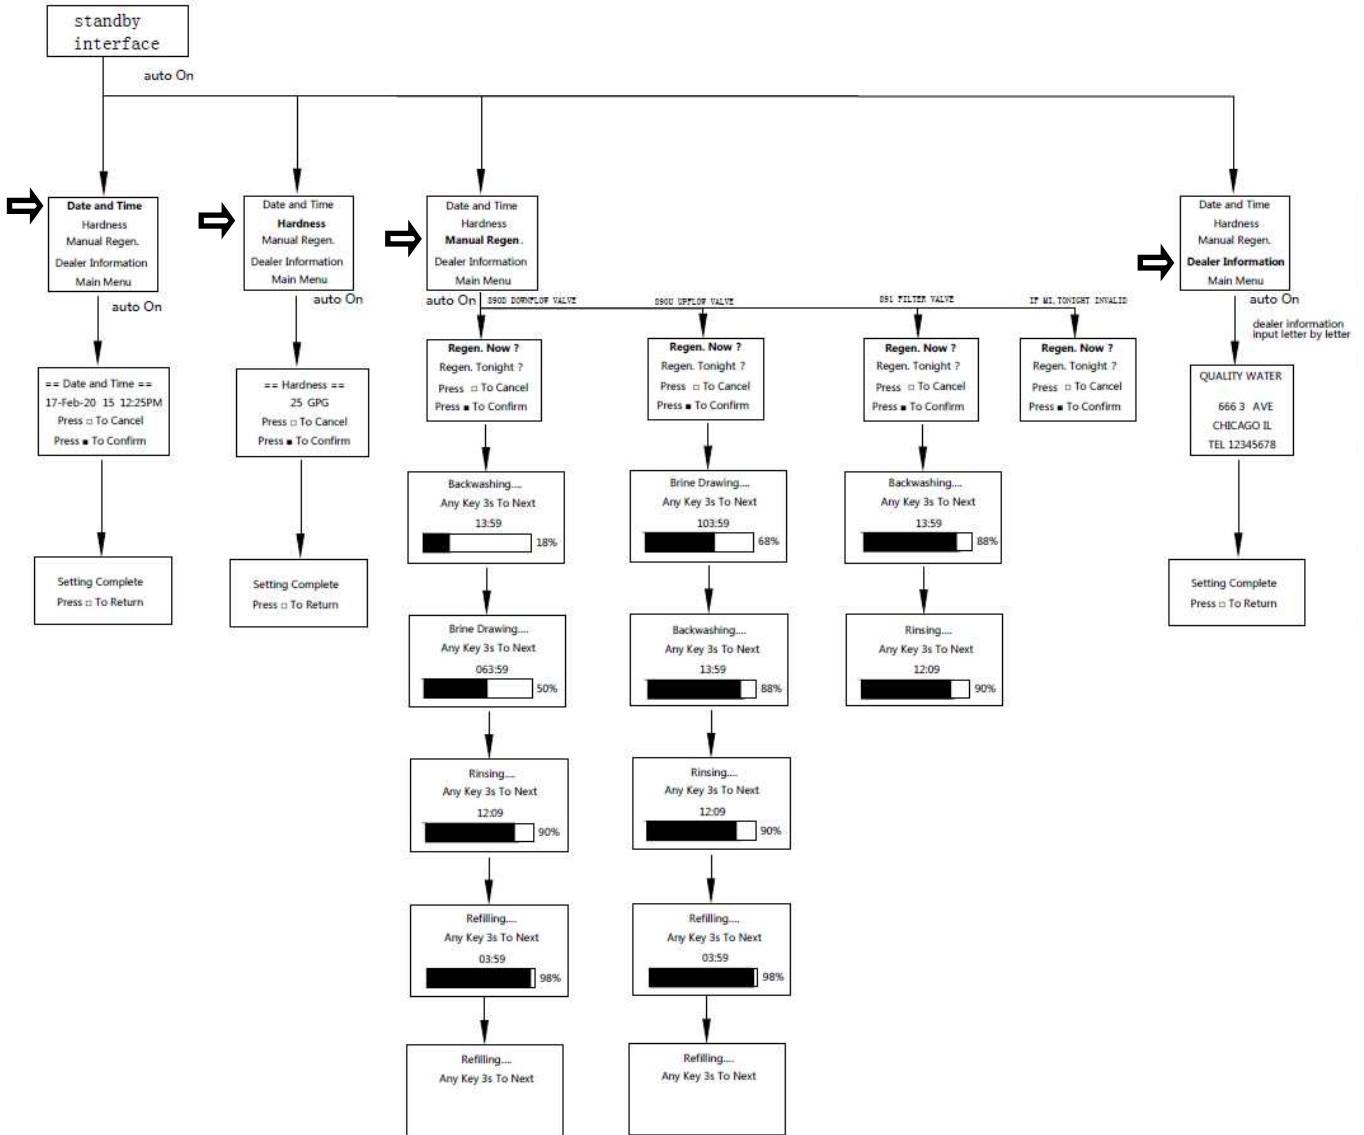 standby
interface
auto On
Date and Time
Hardness
Manual Regen.
Dealer Information
Main Menu
auto On
== Date and Time ==
17-Feb-20 15 12:25PM
Press □ To Cancel
Press ■ To Confirm
Setting Complete
Press □ To Return
Date and Time
Hardness
Manual Regen.
Dealer Information
Main Menu
auto On
== Hardness ==
25 GPG
Press □ To Cancel
Press ■ To Confirm
Setting Complete
Press □ To Return
Date and Time
Hardness
Manual Regen.
Dealer Information
Main Menu
auto On
S90D DOWNFLOW VALVE
Regen. Now ?
Regen. Tonight ?
Press □ To Cancel
Press ■ To Confirm
Backwashing....
Any Key 3s To Next
13:59
18%
Brine Drawing....
Any Key 3s To Next
063:59
50%
Rinsing....
Any Key 3s To Next
12:09
90%
Refilling....
Any Key 3s To Next
03:59
98%
Refilling....
Any Key 3s To Next
S90U UPFLOW VALVE
Regen. Now ?
Regen. Tonight ?
Press □ To Cancel
Press ■ To Confirm
Brine Drawing....
Any Key 3s To Next
103:59
68%
Backwashing....
Any Key 3s To Next
13:59
88%
Rinsing....
Any Key 3s To Next
12:09
90%
Refilling....
Any Key 3s To Next
03:59
98%
Refilling....
Any Key 3s To Next
S91 FILTER VALVE
Regen. Now ?
Regen. Tonight ?
Press □ To Cancel
Press ■ To Confirm
Backwashing....
Any Key 3s To Next
13:59
88%
Rinsing....
Any Key 3s To Next
12:09
90%
IF MI,TONIGHT INVALID
Regen. Now ?
Regen. Tonight ?
Press □ To Cancel
Press ■ To Confirm
Date and Time
Hardness
Manual Regen.
Dealer Information
Main Menu
auto On
dealer information
input letter by letter
QUALITY WATER
666 3 AVE
CHICAGO IL
TEL 12345678
Setting Complete
Press □ To Return